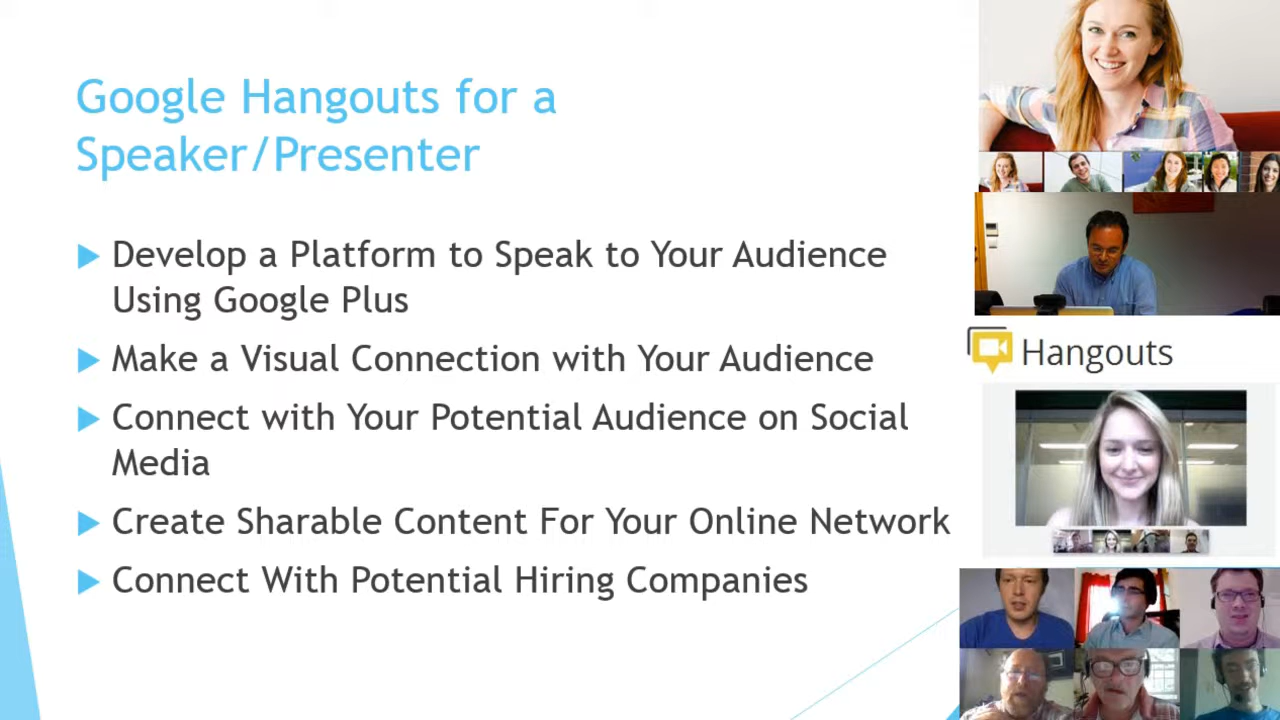 Google Hangouts for a
Speaker/Presenter
Develop a Platform to Speak to Your Audience
Using Google Plus
Make a Visual Connection with Your Audience
Connect with Your Potential Audience on Social
Media
Create Sharable Content For Your Online Network
Connect With Potential Hiring Companies
Hangouts